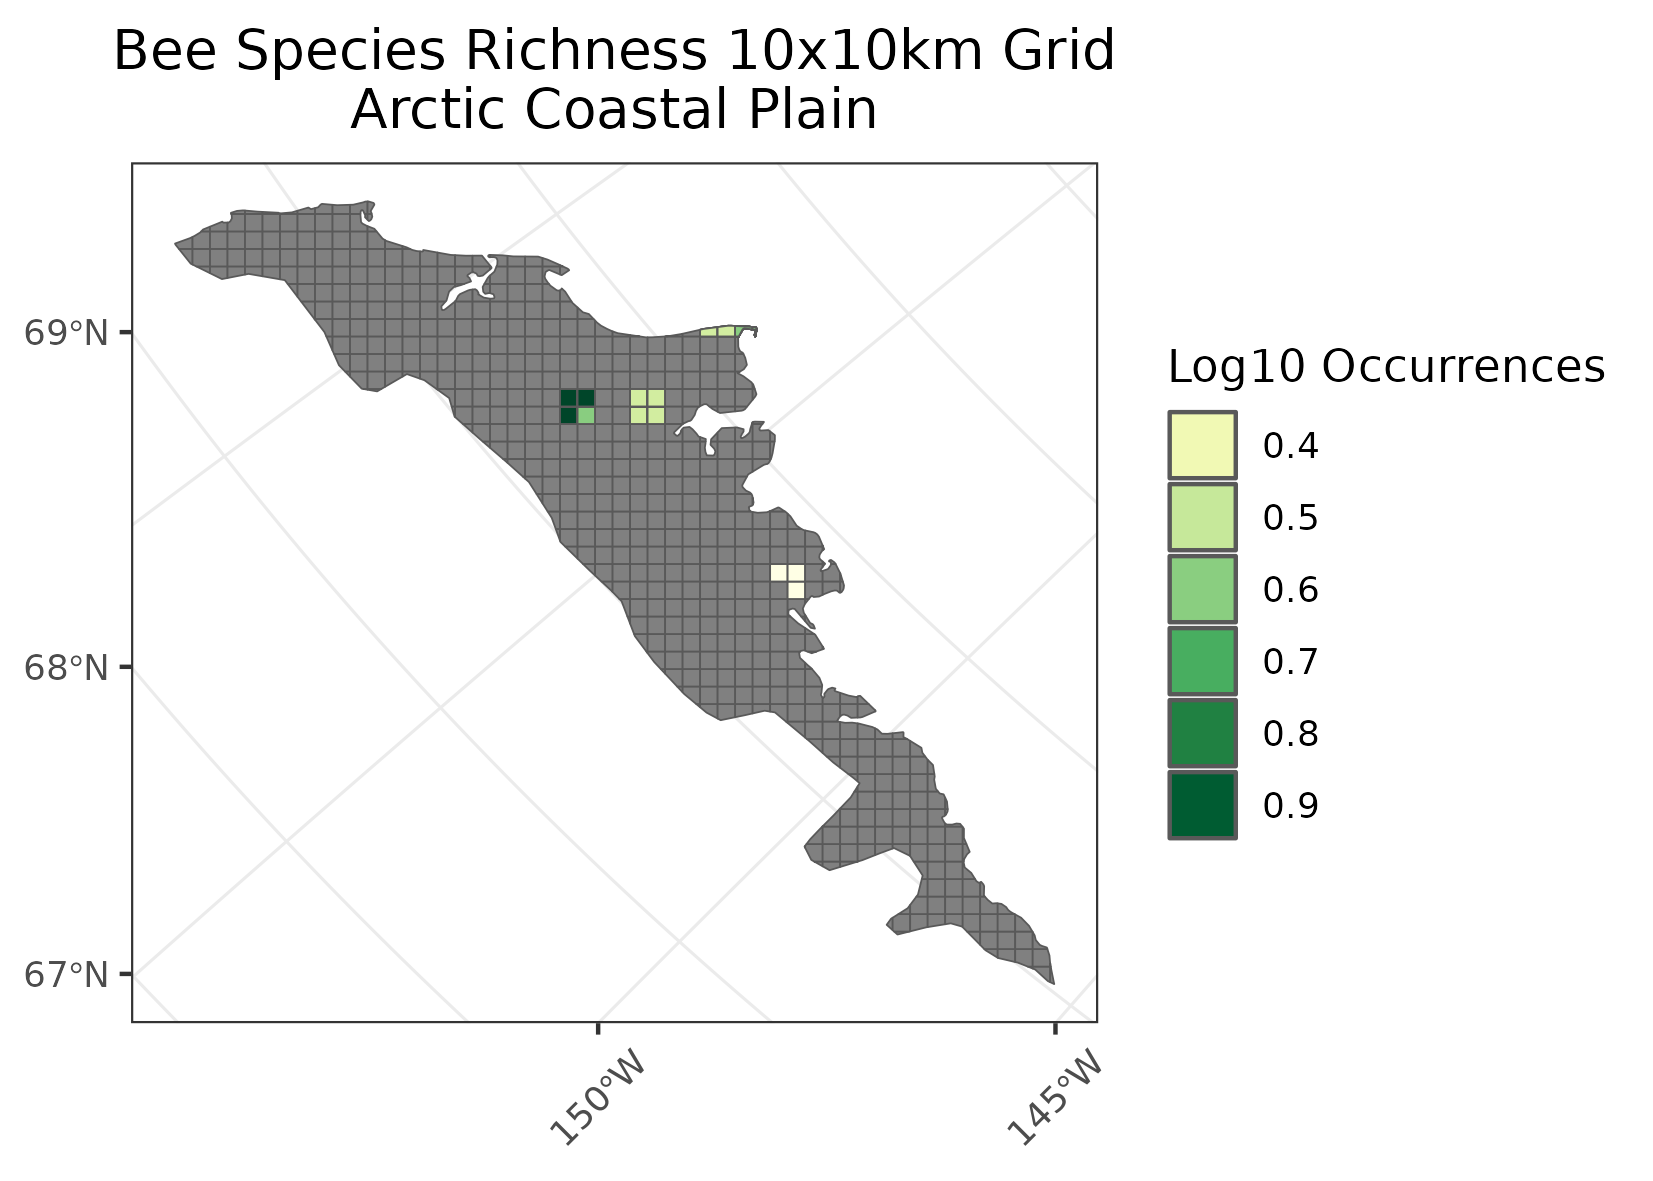 Bee Species Richness 10x10km Grid
Arctic Coastal Plain
69°N
68°N
67°N
150°W
145°W
Log10 Occurrences
0.4
0.5
0.6
0.7
0.8
0.9